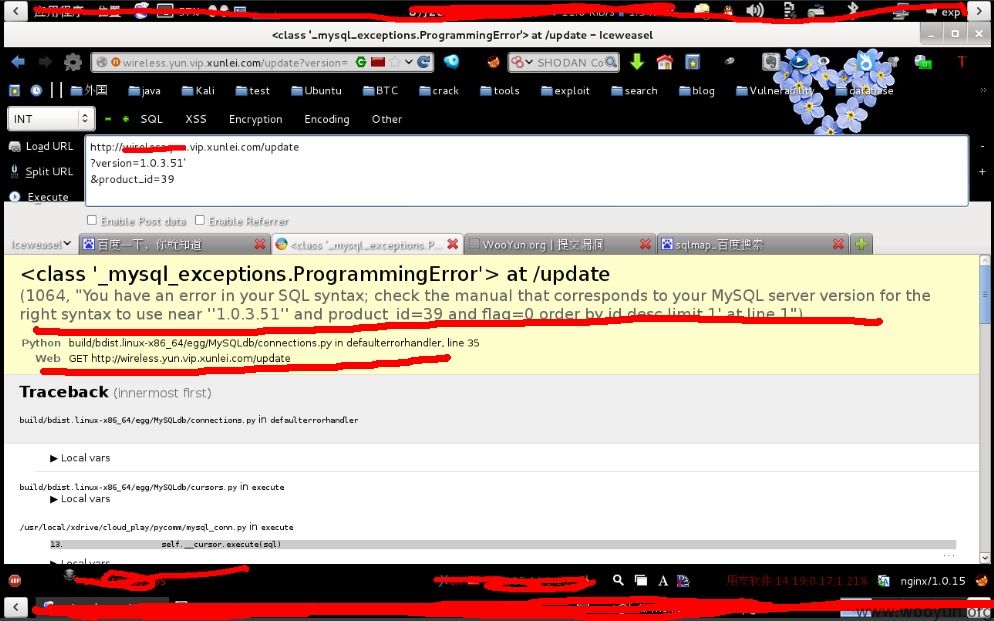 应用程序 位置
exp
<class '_mysql_exceptions.ProgrammingError'> at /update - Iceweasel
wireless.yun.vip.xunlei.com/update?version=
SHODAN Co
外国 java Kali test Ubuntu BTC crack tools exploit search blog Vulnerability database
INT SQL XSS Encryption Encoding Other
Load URL
Split URL
Execute
http://wireless.yun.vip.xunlei.com/update
?version=1.0.3.51'
&product_id=39
Enable Post data Enable Referrer
Iceweasel 百度一下，你就知道 <class '_mysql_exceptions.P... WooYun.org | 提交漏洞 sqlmap_百度搜索
<class '_mysql_exceptions.ProgrammingError'> at /update
(1064, "You have an error in your SQL syntax; check the manual that corresponds to your MySQL server version for the
right syntax to use near ''1.0.3.51'' and product_id=39 and flag=0 order by id desc limit 1' at line 1")
Python build/bdist.linux-x86_64/egg/MySQLdb/connections.py in defaulterrorhandler, line 35
Web GET http://wireless.yun.vip.xunlei.com/update
Traceback (innermost first)
build/bdist.linux-x86_64/egg/MySQLdb/connections.py in defaulterrorhandler
▶ Local vars
build/bdist.linux-x86_64/egg/MySQLdb/cursors.py in execute
▶ Local vars
/usr/local/xdrive/cloud_play/pycomm/mysql_conn.py in execute
13. self.__cursor.execute(sql)
...
▶ Local vars
14.19;0.17;1.21% nginx/1.0.15
www.wooyun.org